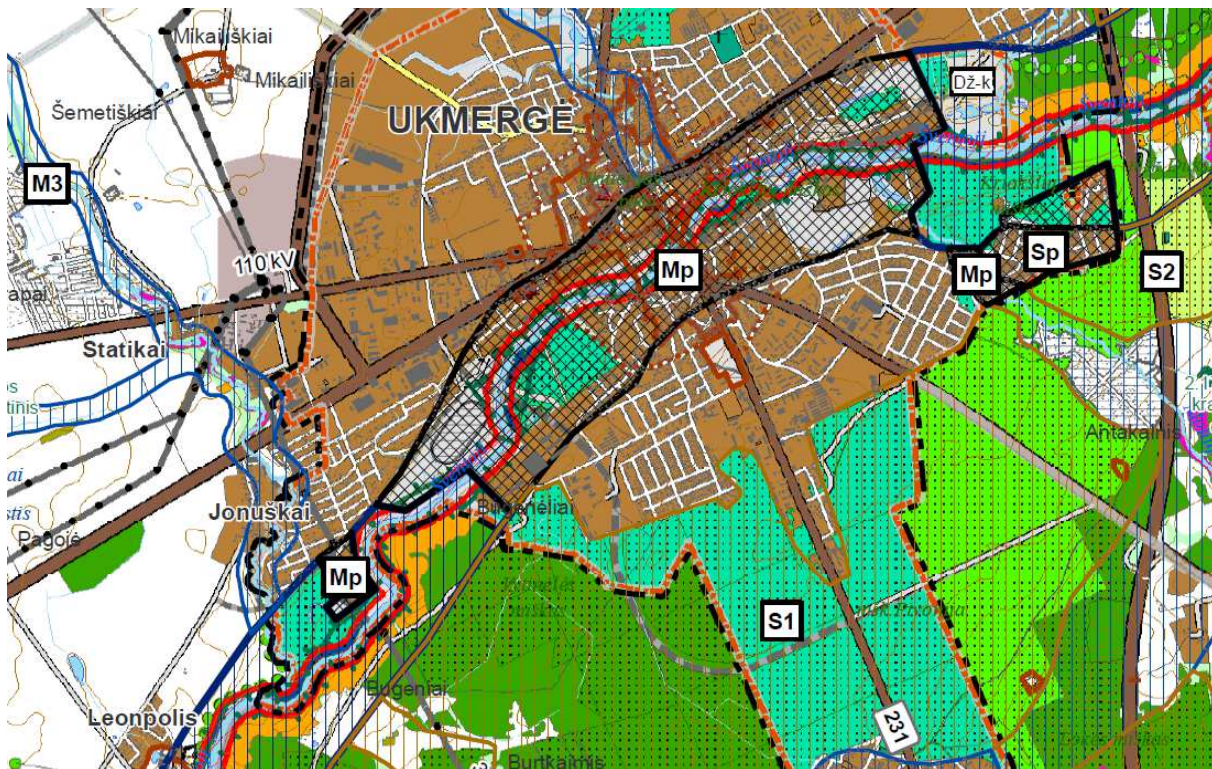 Mikailiškiai
Mikailiškiai
Šemetiškiai
UKMERGĖ
Dž-k
M3
110 kV
Mp
Mp
Sp
S2
Statikai
Antakalnis
Jonuškai
Pagojė
Mp
S1
231
Bugeniai
Leonpolis
Burtkaimis